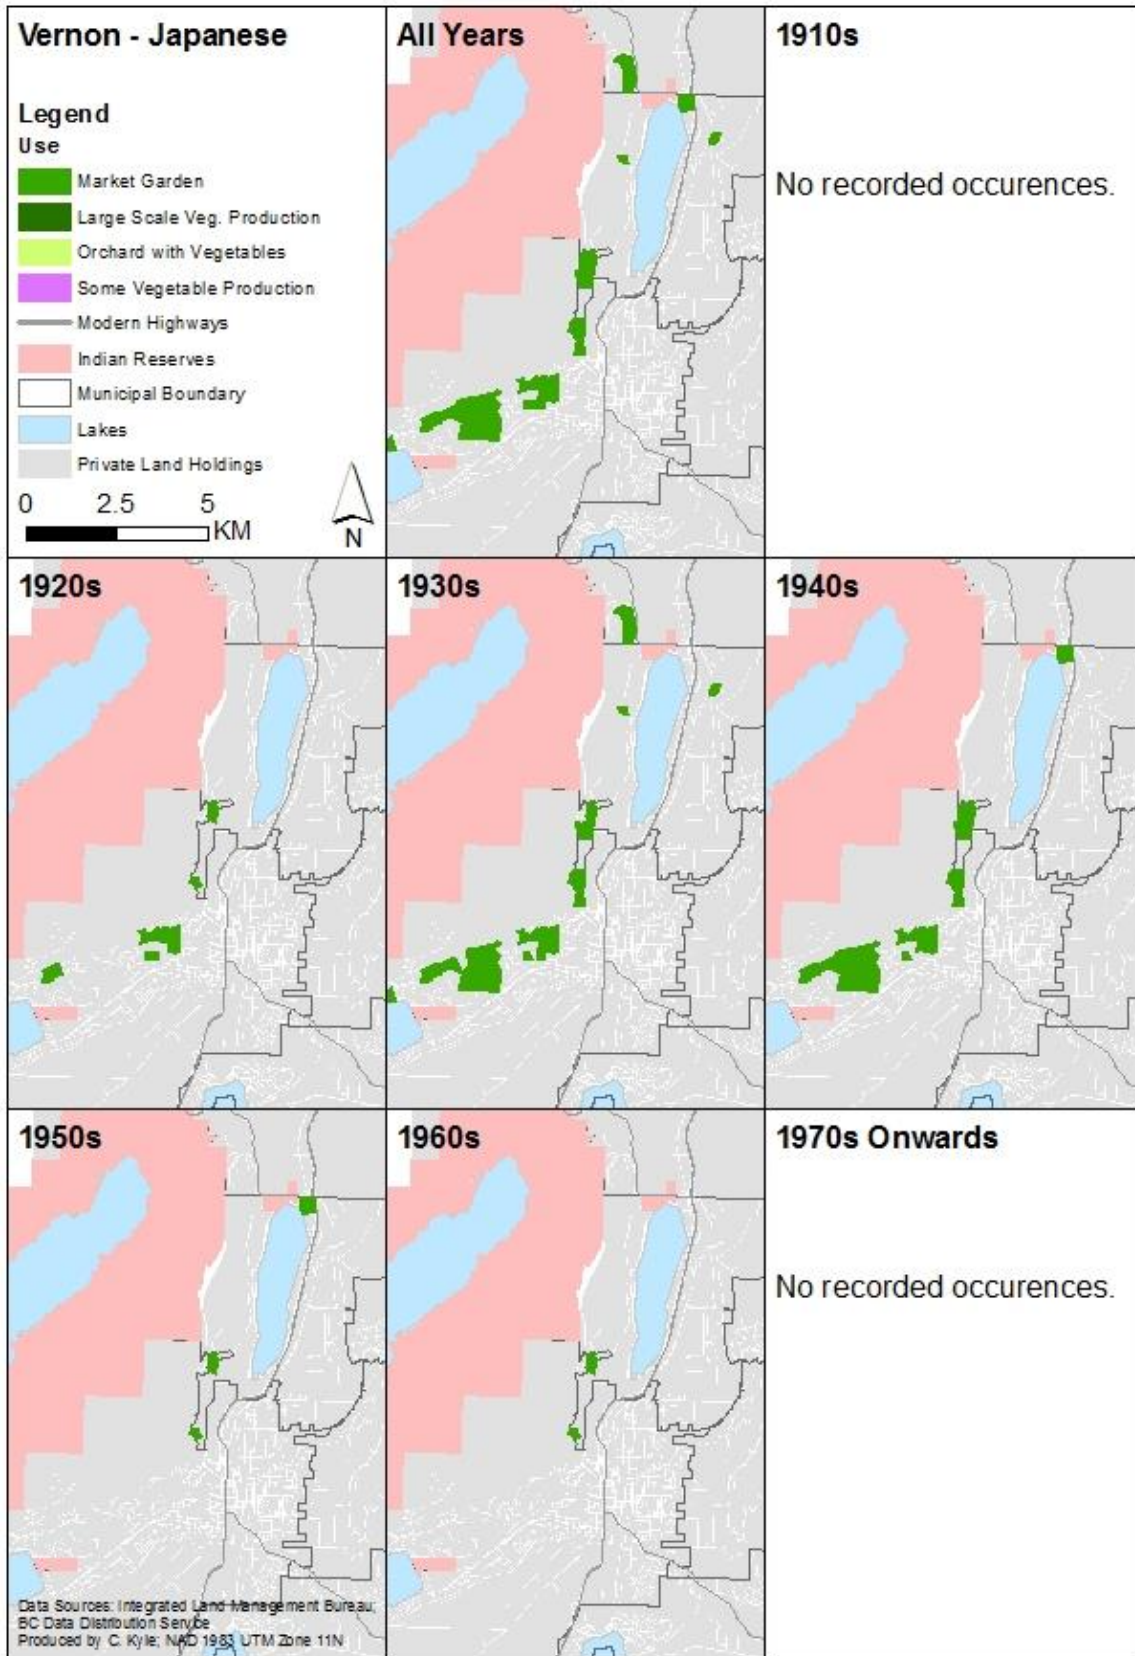 Vernon - Japanese
Legend
Use
Market Garden
Large Scale Veg. Production
Orchard with Vegetables
Some Vegetable Production
Modern Highways
Indian Reserves
Municipal Boundary
Lakes
Private Land Holdings
0 2.5 5
KM
N
All Years
1910s
No recorded occurences.
1920s
1930s
1940s
1950s
1960s
1970s Onwards
No recorded occurences.
Data Sources: Integrated Land Management Bureau;
BC Data Distribution Service
Produced by C. Kyle; NAD 1983 UTM Zone 11N